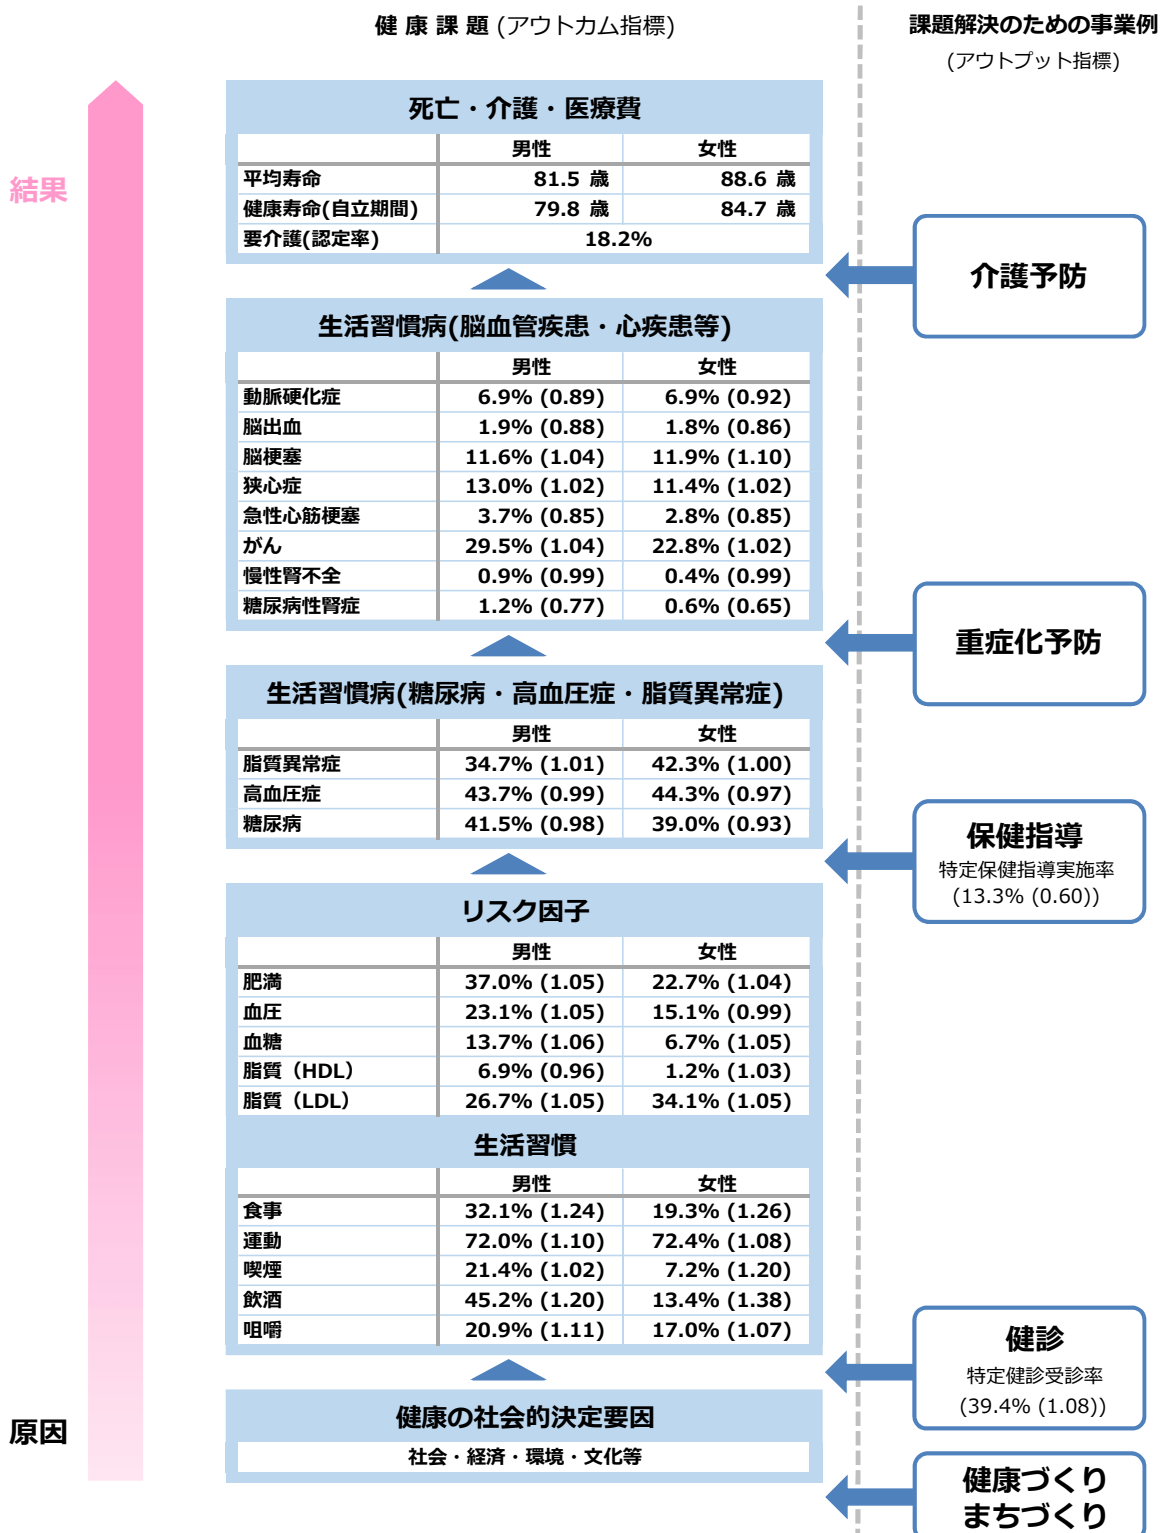 健 康 課 題 (アウトカム指標)
課題解決のための事業例
(アウトプット指標)
結果
原因
死亡・介護・医療費
男性 女性
平均寿命 81.5 歳 88.6 歳
健康寿命(自立期間) 79.8 歳 84.7 歳
要介護(認定率) 18.2%
介護予防
生活習慣病(脳血管疾患・心疾患等)
男性 女性
動脈硬化症 6.9% (0.89) 6.9% (0.92)
脳出血 1.9% (0.88) 1.8% (0.86)
脳梗塞 11.6% (1.04) 11.9% (1.10)
狭心症 13.0% (1.02) 11.4% (1.02)
急性心筋梗塞 3.7% (0.85) 2.8% (0.85)
がん 29.5% (1.04) 22.8% (1.02)
慢性腎不全 0.9% (0.99) 0.4% (0.99)
糖尿病性腎症 1.2% (0.77) 0.6% (0.65)
重症化予防
生活習慣病(糖尿病・高血圧症・脂質異常症)
男性 女性
脂質異常症 34.7% (1.01) 42.3% (1.00)
高血圧症 43.7% (0.99) 44.3% (0.97)
糖尿病 41.5% (0.98) 39.0% (0.93)
保健指導
特定保健指導実施率
(13.3% (0.60))
リスク因子
男性 女性
肥満 37.0% (1.05) 22.7% (1.04)
血圧 23.1% (1.05) 15.1% (0.99)
血糖 13.7% (1.06) 6.7% (1.05)
脂質（HDL） 6.9% (0.96) 1.2% (1.03)
脂質（LDL） 26.7% (1.05) 34.1% (1.05)
生活習慣
男性 女性
食事 32.1% (1.24) 19.3% (1.26)
運動 72.0% (1.10) 72.4% (1.08)
喫煙 21.4% (1.02) 7.2% (1.20)
飲酒 45.2% (1.20) 13.4% (1.38)
咀嚼 20.9% (1.11) 17.0% (1.07)
健診
特定健診受診率
(39.4% (1.08))
健康の社会的決定要因
社会・経済・環境・文化等
健康づくり
まちづくり